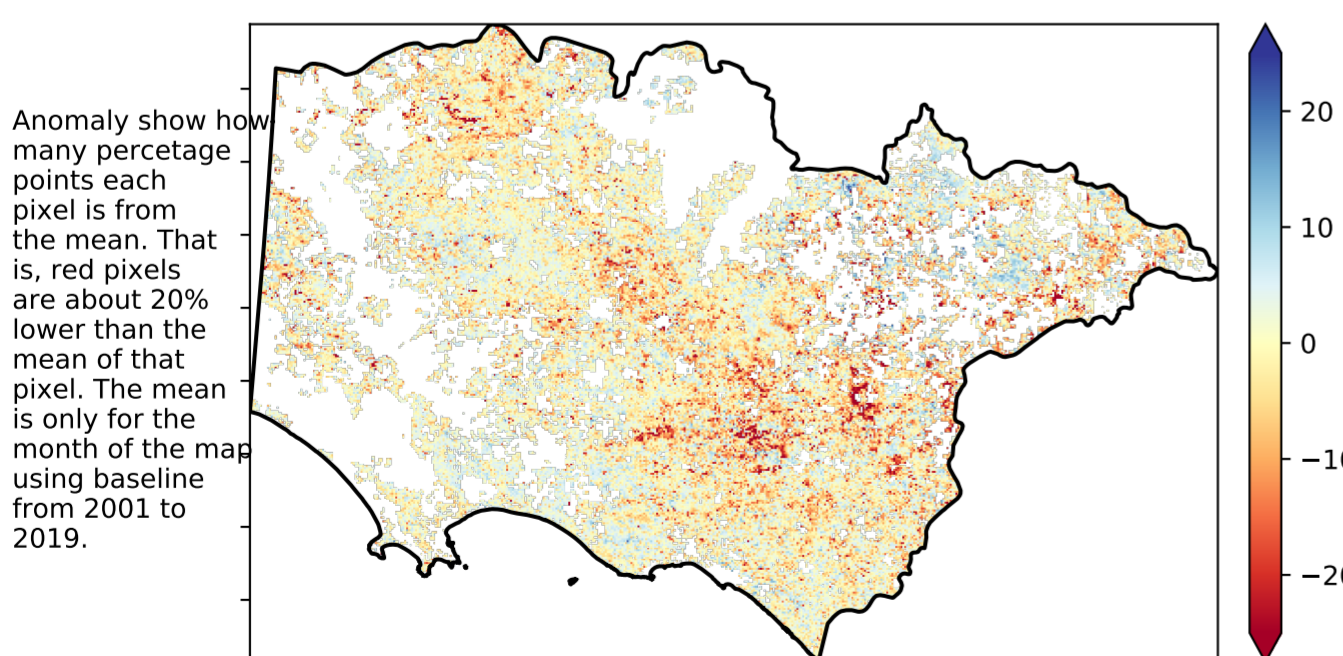 Anomaly show how
many percetage
points each
pixel is from
the mean. That
is, red pixels
are about 20%
lower than the
mean of that
pixel. The mean
is only for the
month of the map
using baseline
from 2001 to
2019.
20
10
0
−10
−20